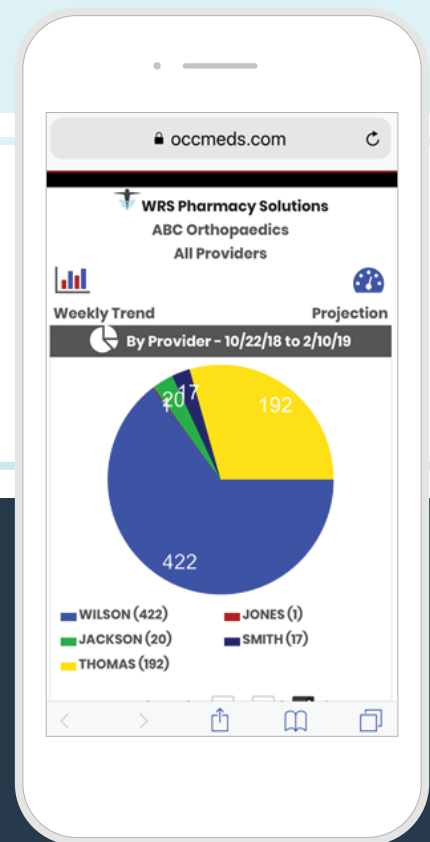 occmeds.com
WRS Pharmacy Solutions
ABC Orthopaedics
All Providers
Weekly Trend Projection
By Provider - 10/22/18 to 2/10/19
20 17 192
422
WILSON (422) JONES (1)
JACKSON (20) SMITH (17)
THOMAS (192)